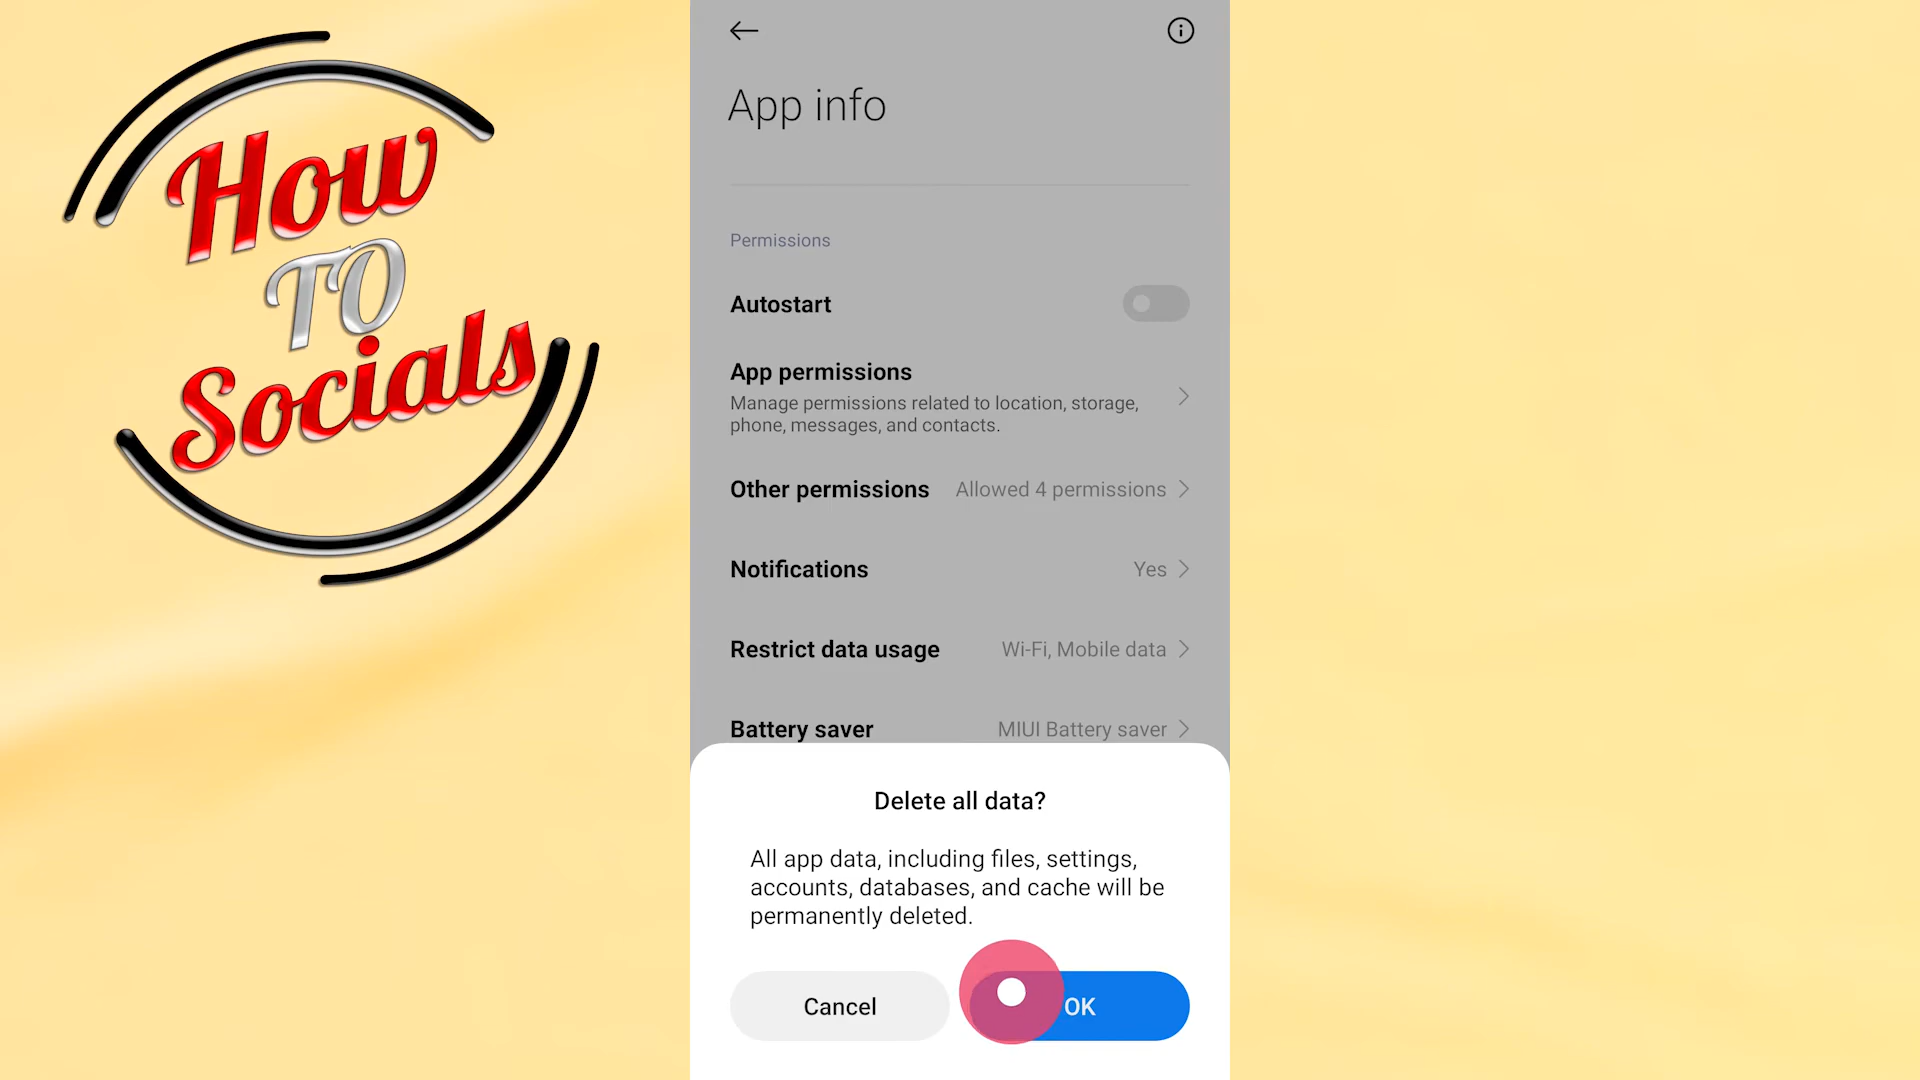 How
TO
Socials
App info
Permissions
Autostart
App permissions
Manage permissions related to location, storage,
phone, messages, and contacts.
Other permissions Allowed 4 permissions
Notifications Yes
Restrict data usage Wi-Fi, Mobile data
Battery saver MIUI Battery saver
Delete all data?
All app data, including files, settings,
accounts, databases, and cache will be
permanently deleted.
Cancel OK